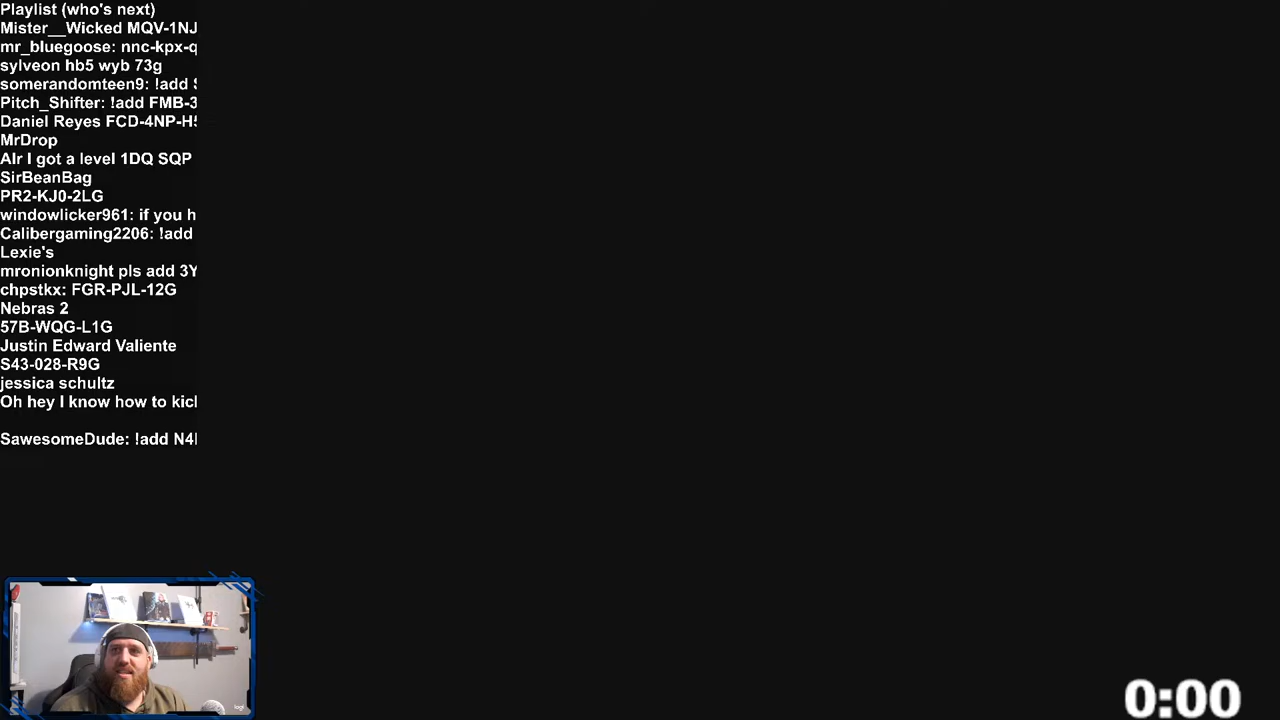 Playlist (who's next)
Mister__Wicked MQV-1NJ
mr_bluegoose: nnc-kpx-q
sylveon hb5 wyb 73g
somerandomteen9: !add
Pitch_Shifter: !add FMB-3
Daniel Reyes FCD-4NP-H
MrDrop
Alr I got a level 1DQ SQP
SirBeanBag
PR2-KJ0-2LG
windowlicker961: if you h
Calibergaming2206: !add
Lexie's
mronionknight pls add 3Y
chpstkx: FGR-PJL-12G
Nebras 2
57B-WQG-L1G
Justin Edward Valiente
S43-028-R9G
jessica schultz
Oh hey I know how to kic
SawesomeDude: !add N4
0:00